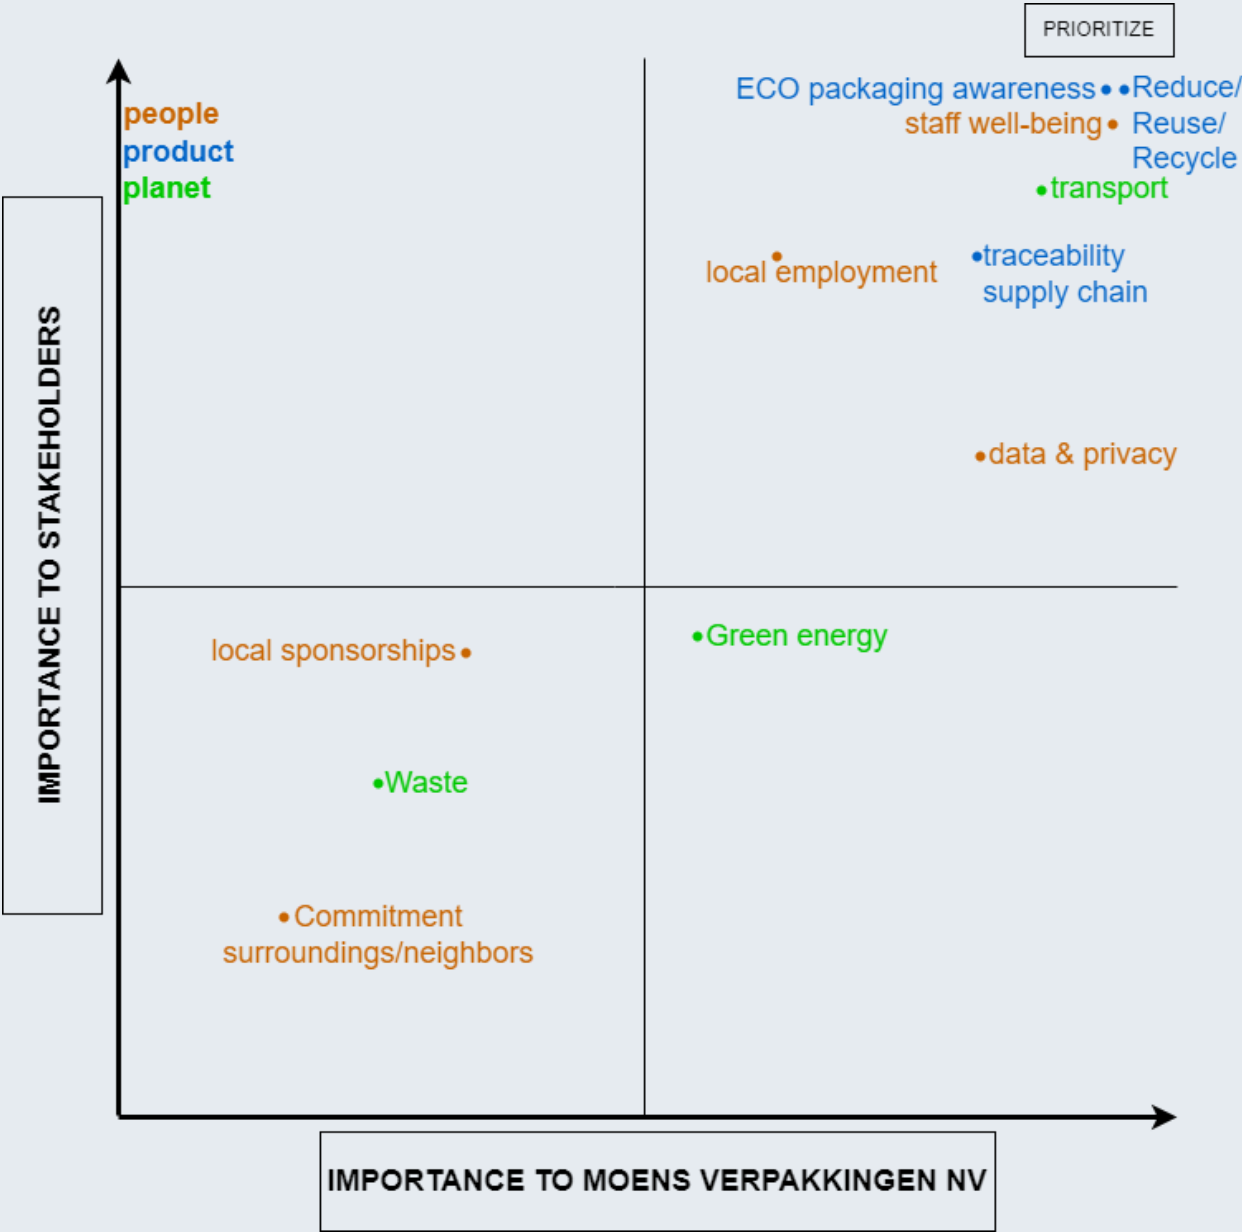 PRIORITIZE
people
product
planet
ECO packaging awareness
Reduce/
Reuse/
Recycle
staff well-being
transport
local employment
traceability
supply chain
data & privacy
IMPORTANCE TO STAKEHOLDERS
local sponsorships
Green energy
Waste
Commitment
surroundings/neighbors
IMPORTANCE TO MOENS VERPAKKINGEN NV